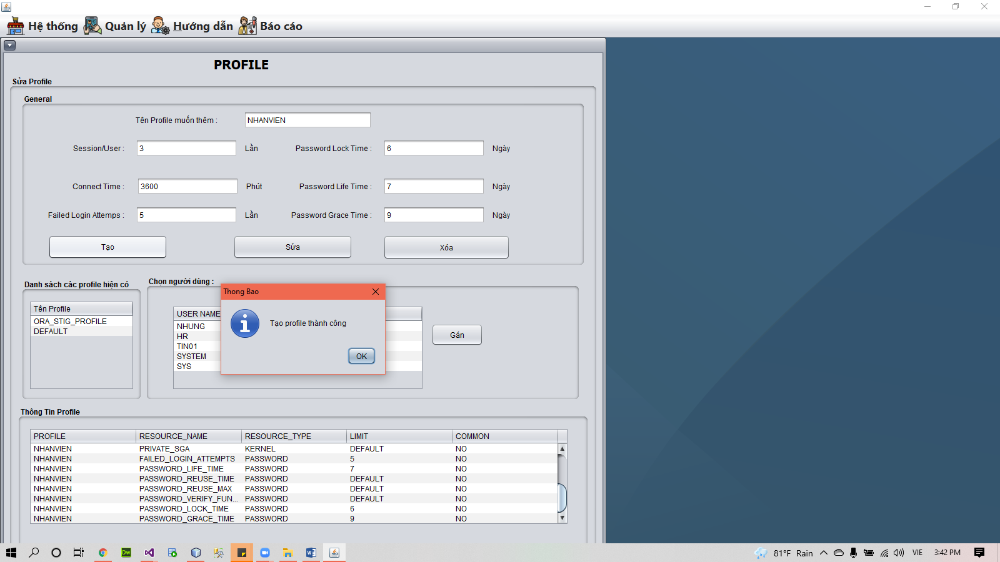 Hệ thống Quản lý Hướng dẫn Báo cáo
PROFILE
Sửa Profile
General
Tên Profile muốn thêm : NHANVIEN
Session/User : 3 Lần Password Lock Time : 6 Ngày
Connect Time : 3600 Phút Password Life Time : 7 Ngày
Failed Login Attemps : 5 Lần Password Grace Time : 9 Ngày
Tạo Sửa Xóa
Danh sách các profile hiện có
Tên Profile
ORA_STIG_PROFILE
DEFAULT
Chọn người dùng :
USER NAME
NHUNG
HR
TIN01
SYSTEM
SYS
Gán
Thong Bao
Tạo profile thành công
OK
Thông Tin Profile
PROFILE RESOURCE_NAME RESOURCE_TYPE LIMIT COMMON
NHANVIEN PRIVATE_SGA KERNEL DEFAULT NO
NHANVIEN FAILED_LOGIN_ATTEMPTS PASSWORD 5 NO
NHANVIEN PASSWORD_LIFE_TIME PASSWORD 7 NO
NHANVIEN PASSWORD_REUSE_TIME PASSWORD DEFAULT NO
NHANVIEN PASSWORD_REUSE_MAX PASSWORD DEFAULT NO
NHANVIEN PASSWORD_VERIFY_FUN... PASSWORD DEFAULT NO
NHANVIEN PASSWORD_LOCK_TIME PASSWORD 6 NO
NHANVIEN PASSWORD_GRACE_TIME PASSWORD 9 NO
Dw
81°F Rain VIE 3:42 PM